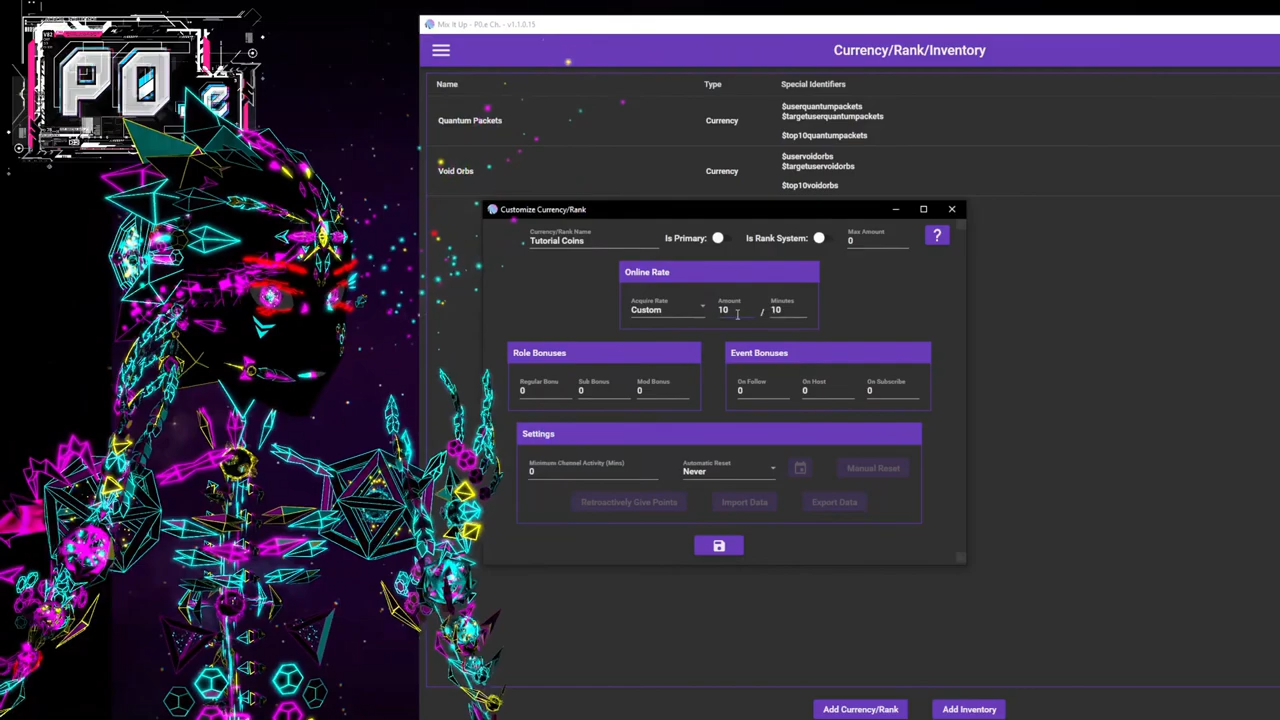 P0e
Mix It Up - P0.e Ch. - v1.1.0.15
Currency/Rank/Inventory
Name Type Special Identifiers
Quantum Packets Currency $userquantumpackets
$targetuserquantumpackets
$top10quantumpackets
Void Orbs Currency $uservoidorbs
$targetuservoidorbs
$top10voidorbs
Customize Currency/Rank
Currency/Rank Name
Tutorial Coins
Is Primary:
Is Rank System:
Max Amount
0
?
Online Rate
Acquire Rate Amount Minutes
Custom 10 / 10
Role Bonuses
Regular Bons Sub Bonus Mod Bonus
0 0 0
Event Bonuses
On Follow On Host On Subscribe
0 0 0
Settings
Minimum Channel Activity (Mins)
0
Automatic Reset
Never
Manual Reset
Retroactively Give Points Import Data Export Data
Add Currency/Rank Add Inventory